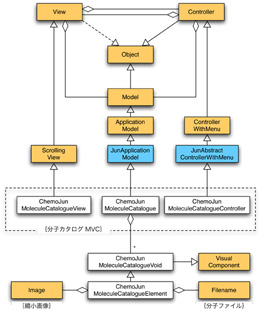 View
Controller
Object
Model
Application
Model
Controller
WithMenu
Scrolling
View
JunApplication
Model
JunAbstract
ControllerWithMenu
ChemoJun
MoleculeCatalogueView
ChemoJun
MoleculeCatalogue
ChemoJun
MoleculeCatalogueController
(分子カタログ MVC)
*
ChemoJun
MoleculeCatalogueVoid
Visual
Component
Image
ChemoJun
MoleculeCatalogueElement
Filename
(縮小画像)
(分子ファイル)